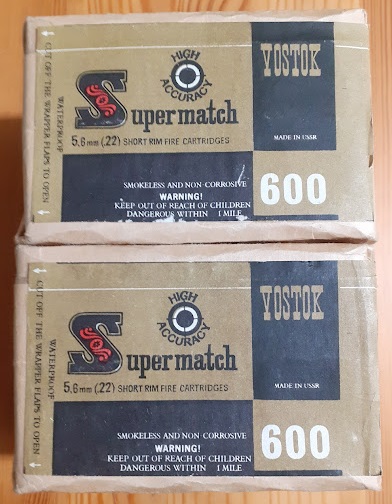 HIGH
ACCURACY
VOSTOK
Supermatch
5,6mm (.22) SHORT RIM FIRE CARTRIDGES
MADE IN USSR
SMOKELESS AND NON-CORROSIVE
WARNING!
KEEP OUT OF REACH OF CHILDREN
DANGEROUS WITHIN 1 MILE
600
WATERPROOF
CUT OFF THE WRAPPER FLAPS TO OPEN
HIGH
ACCURACY
VOSTOK
Supermatch
5,6mm (.22) SHORT RIM FIRE CARTRIDGES
MADE IN USSR
SMOKELESS AND NON-CORROSIVE
WARNING!
KEEP OUT OF REACH OF CHILDREN
DANGEROUS WITHIN 1 MILE
600
WATERPROOF
CUT OFF THE WRAPPER FLAPS TO OPEN